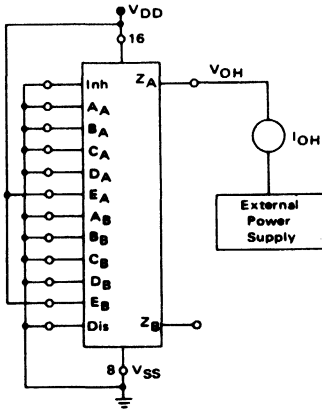 VDD
16
Inh
ZA
VOH
AA
BA
CA
IOH
DA
EA
External
Power
Supply
AB
BB
CB
DB
EB
Dis
ZB
8
VSS